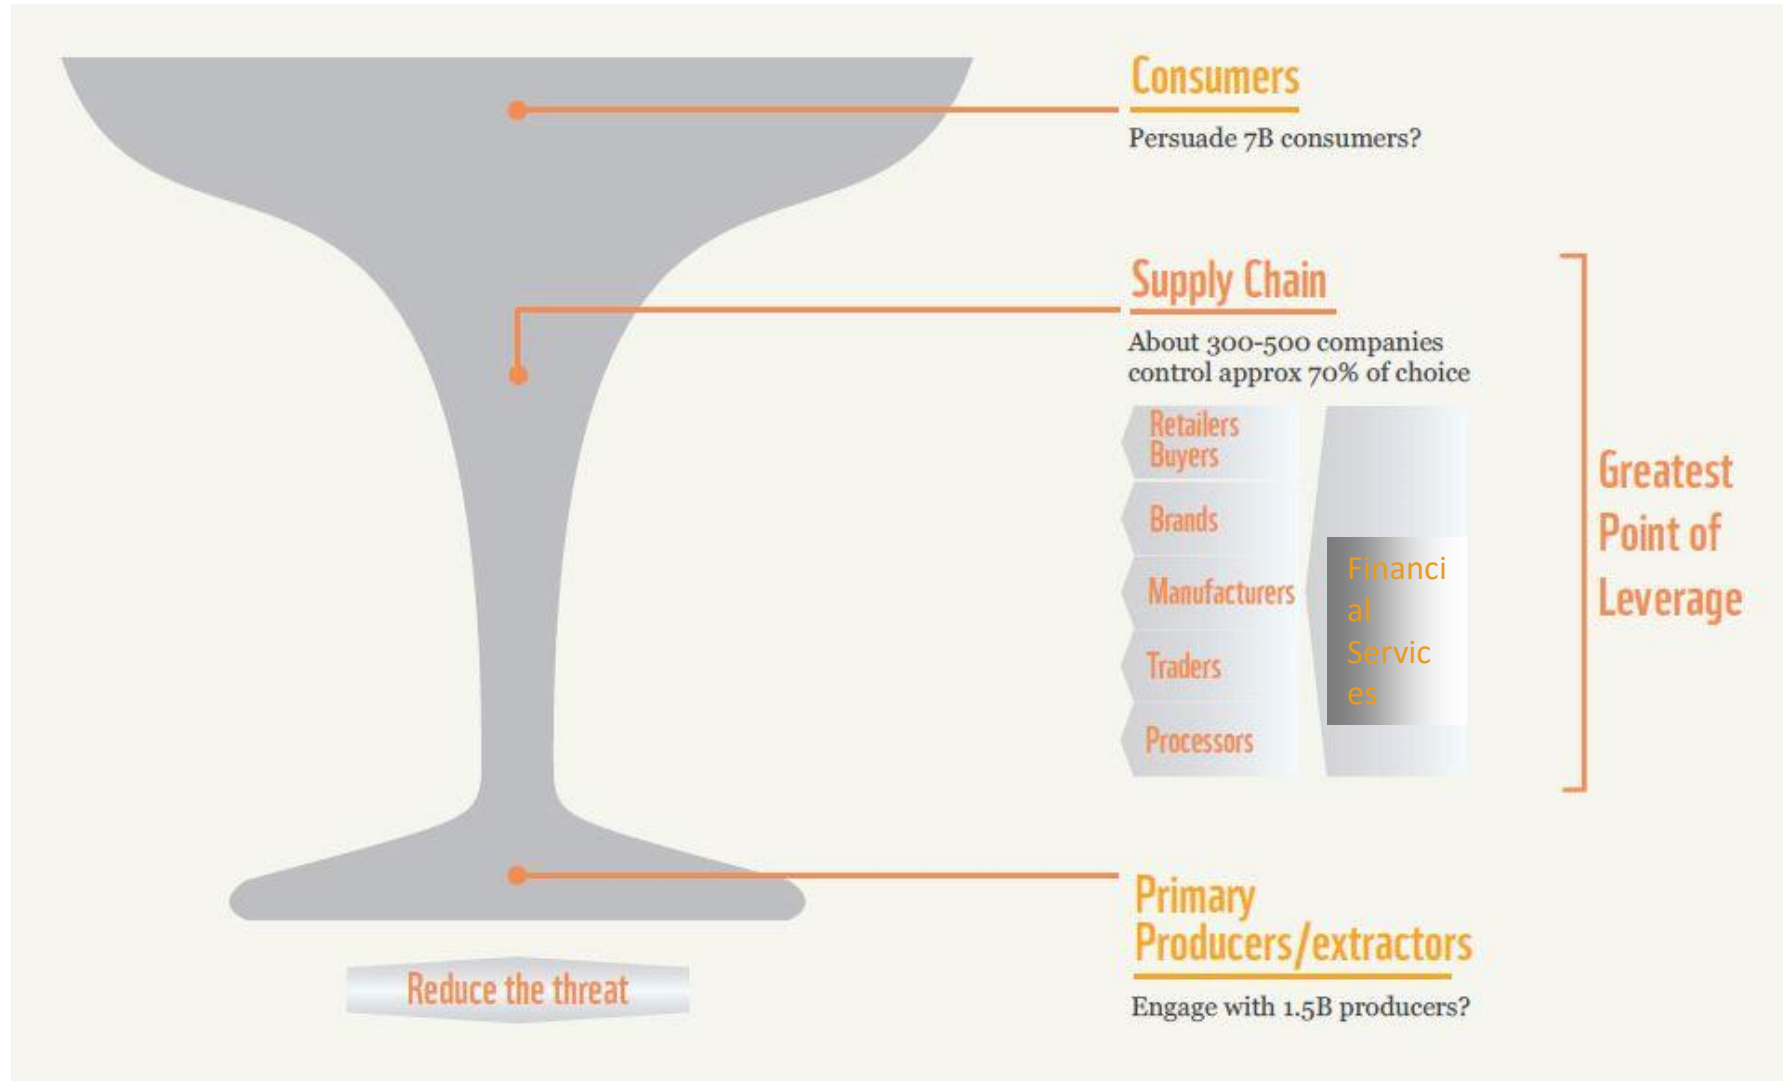 Consumers
Persuade 7B consumers?
Supply Chain
About 300-500 companies
control approx 70% of choice
Retailers
Buyers
Brands
Manufacturers
Traders
Processors
Financi
al
Servic
es
Greatest
Point of
Leverage
Primary
Producers/extractors
Engage with 1.5B producers?
Reduce the threat